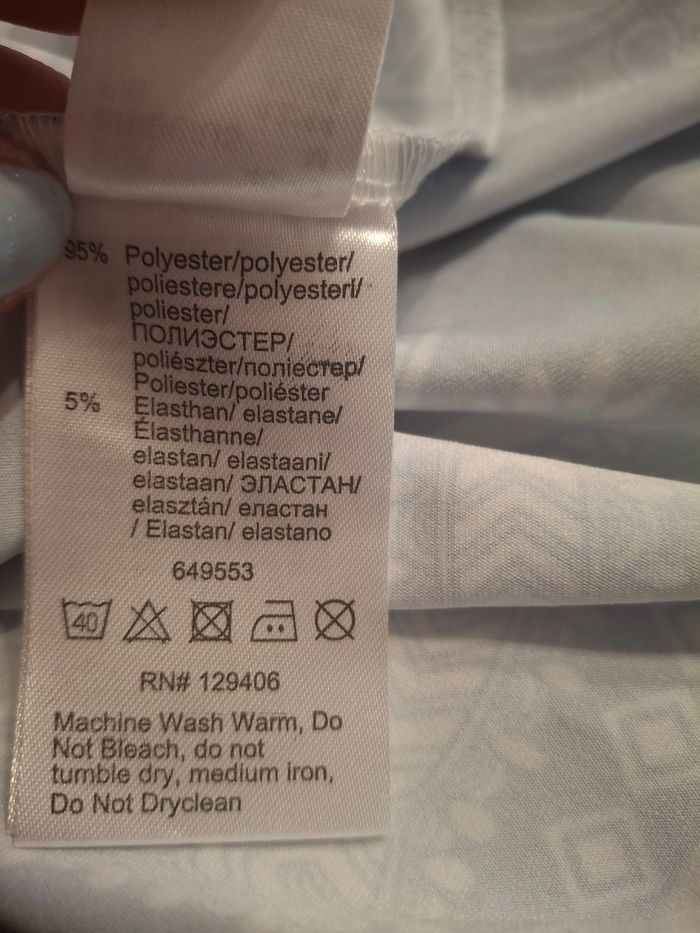 95% Polyester/polyester/
poliestere/polyesterl/
poliester/
ПОЛИЭСТЕР/
poliészter/поліестер/
Poliester/poliéster
5% Elasthan/ elastane/
Élasthanne/
elastan/ elastaani/
elastaan/ ЭЛАСТАН/
elasztán/ еластан
/ Elastan/ elastano
649553
40
RN# 129406
Machine Wash Warm, Do
Not Bleach, do not
tumble dry, medium iron,
Do Not Dryclean